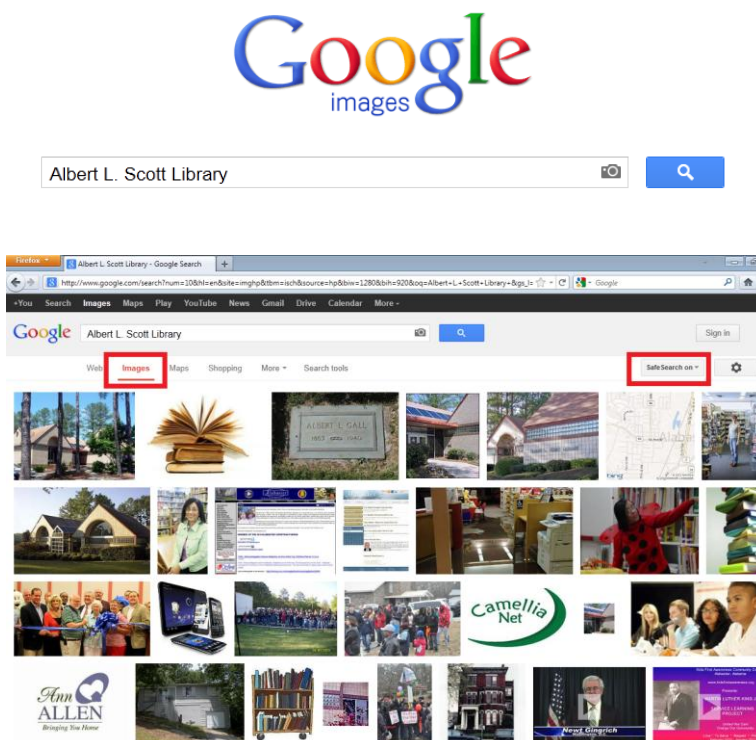 Google
images
Albert L. Scott Library
Firefox
Albert L. Scott Library - Google Search
http://www.google.com/search?num=10&hl=en&site=imghp&tbm=isch&source=hp&biw=1280&bih=920&oq=Albert+L.+Scott+Library+&gs_l=
Google
+You Search Images Maps Play YouTube News Gmail Drive Calendar More
Google
Albert L. Scott Library
Sign in
Web Images Maps Shopping More Search tools
SafeSearch on
ALBERT L GALL
Alabama
bing
Camellia
Net
Ann
ALLEN
Bringing You Home
Newt Gingrich